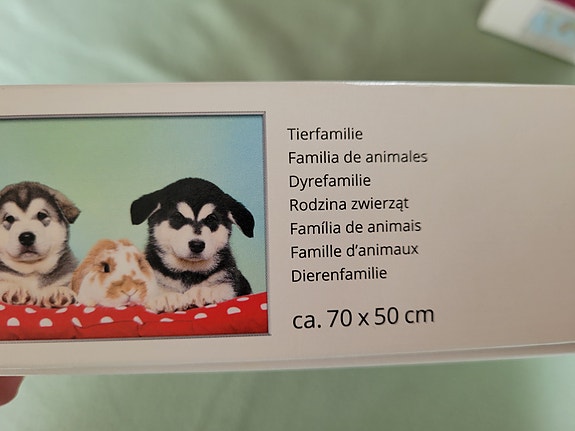 Tierfamilie
Familia de animales
Dyrefamilie
Rodzina zwierząt
Família de animais
Famille d'animaux
Dierenfamilie
ca. 70 x 50 cm